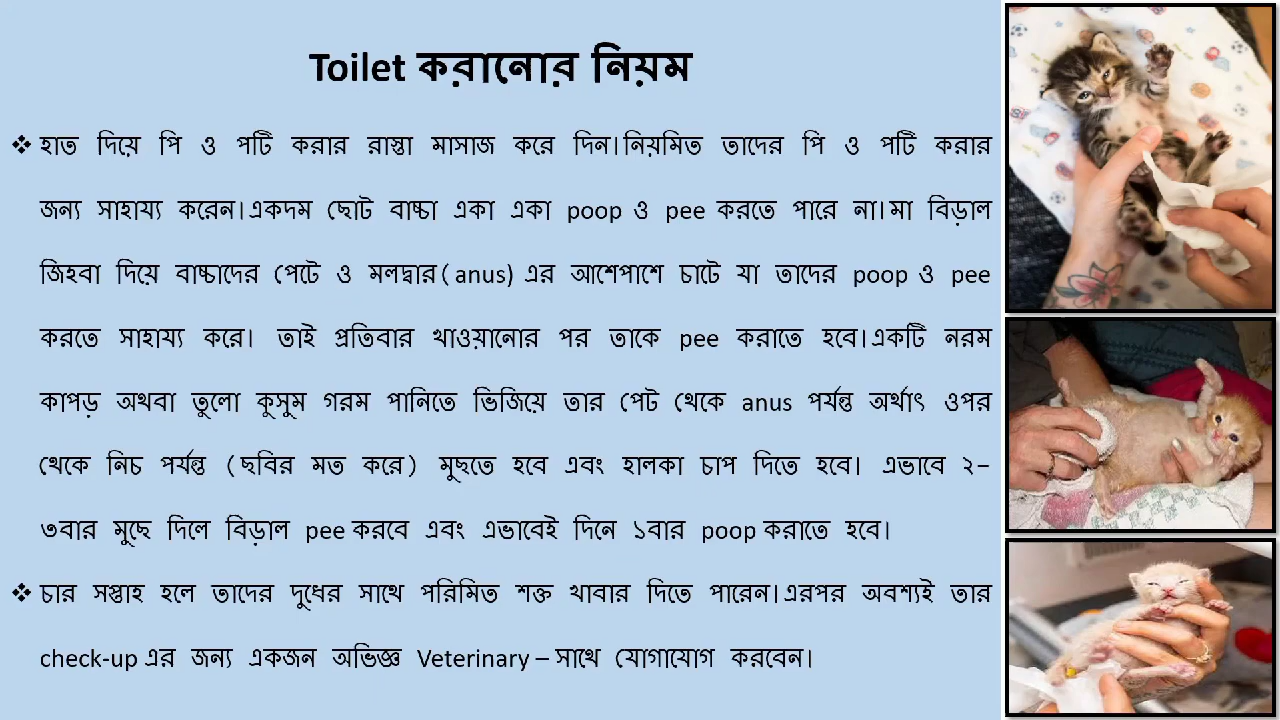 Toilet করানোর নিয়ম
❖ হাত দিয়ে পি ও পটি করার রাস্তা মাসাজ করে দিন।নিয়মিত তাদের পি ও পটি করার
জন্য সাহায্য করেন।একদম ছোট বাচ্চা একা একা poop ও pee করতে পারে না।মা বিড়াল
জিহবা দিয়ে বাচ্চাদের পেটে ও মলদ্বার(anus) এর আশেপাশে চাটে যা তাদের poop ও pee
করতে সাহায্য করে। তাই প্রতিবার খাওয়ানোর পর তাকে pee করাতে হবে।একটি নরম
কাপড় অথবা তুলো কুসুম গরম পানিতে ভিজিয়ে তার পেট থেকে anus পর্যন্ত অর্থাৎ ওপর
থেকে নিচ পর্যন্ত (ছবির মত করে) মুছতে হবে এবং হালকা চাপ দিতে হবে। এভাবে ২–
৩বার মুছে দিলে বিড়াল pee করবে এবং এভাবেই দিনে ১বার poop করাতে হবে।
❖ চার সপ্তাহ হলে তাদের দুধের সাথে পরিমিত শক্ত খাবার দিতে পারেন।এরপর অবশ্যই তার
check-up এর জন্য একজন অভিজ্ঞ Veterinary – সাথে যোগাযোগ করবেন।